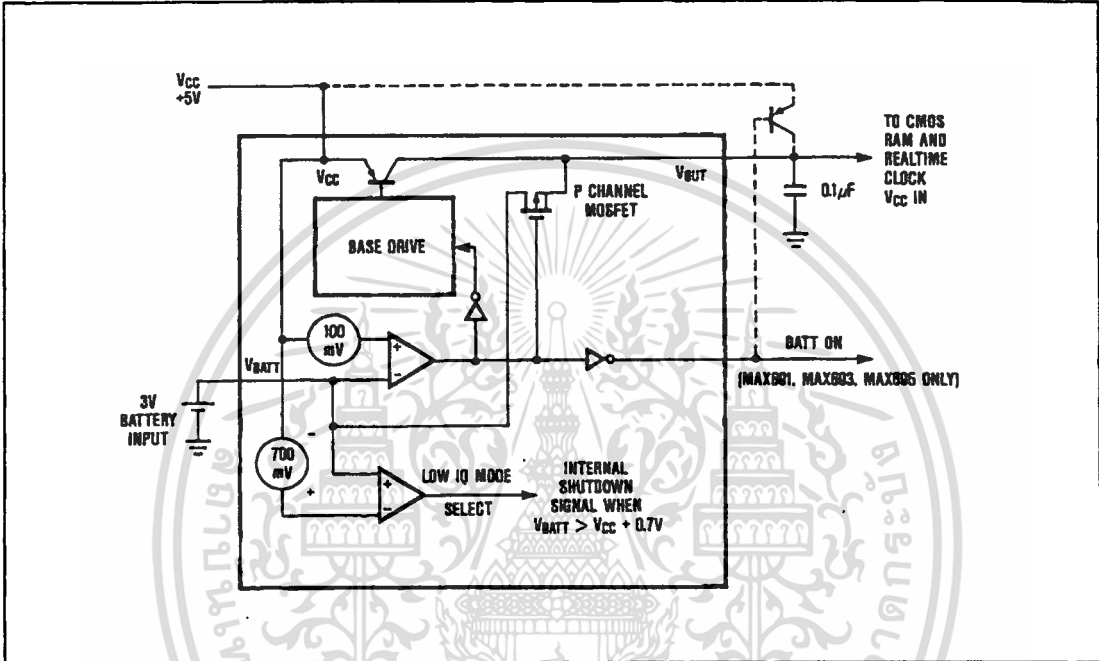 VCC
+5V
TO CMOS
RAM AND
REALTIME
CLOCK
VCC IN
0.1µF
VCC
VOUT
P CHANNEL
MOSFET
BASE DRIVE
100
mV
+
−
VBATT
BATT ON
(MAX691, MAX693, MAX695 ONLY)
3V
BATTERY
INPUT
−
700
mV
+
+
−
LOW IQ MODE
SELECT
INTERNAL
SHUTDOWN
SIGNAL WHEN
VBATT > VCC + 0.7V